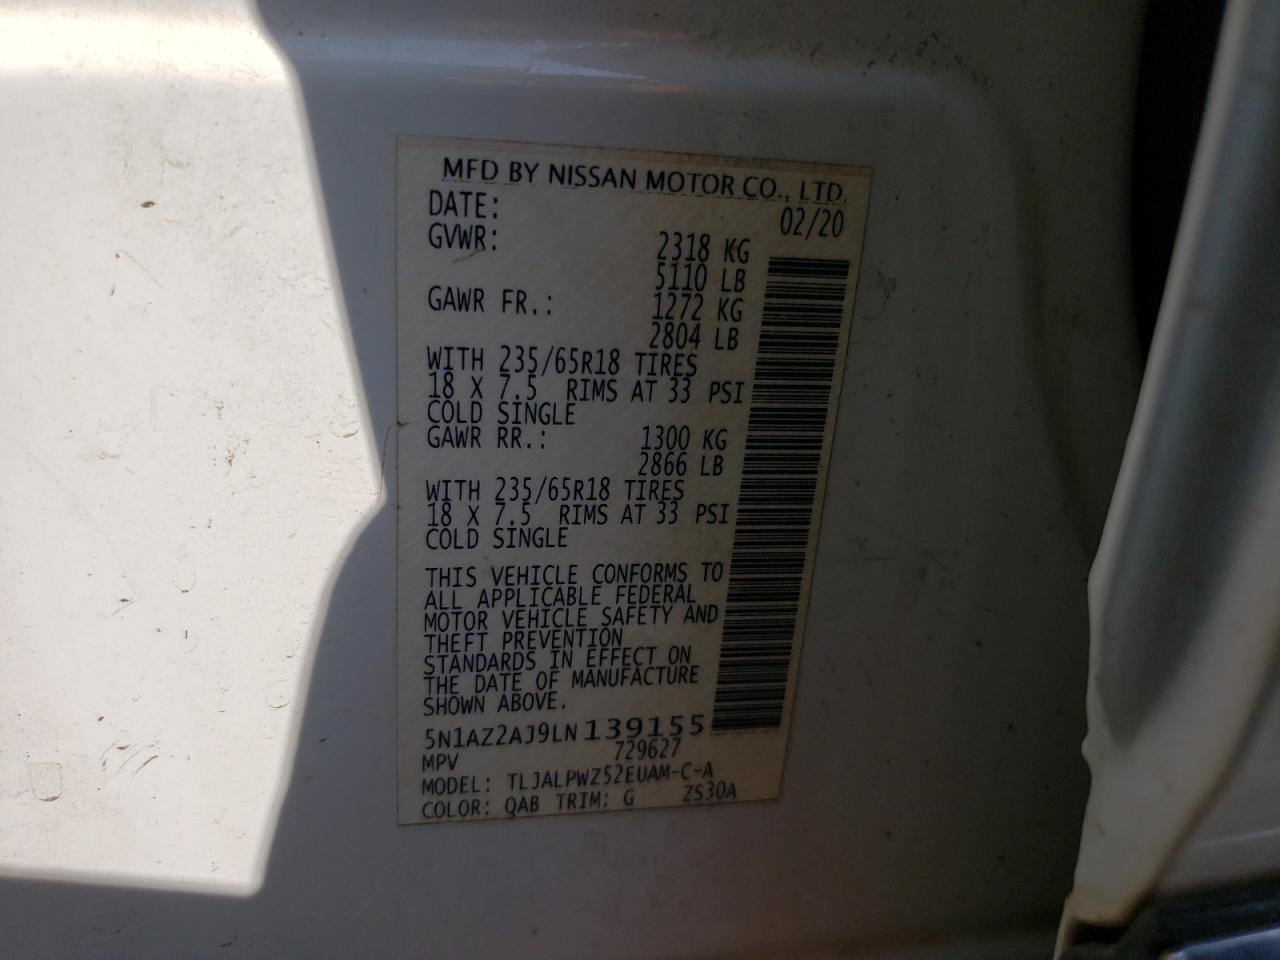 MFD BY NISSAN MOTOR CO., LTD.
DATE: 02/20
GVWR: 2318 KG
5110 LB
GAWR FR.: 1272 KG
2804 LB
WITH 235/65R18 TIRES
18 X 7.5 RIMS AT 33 PSI
COLD SINGLE
GAWR RR.: 1300 KG
2866 LB
WITH 235/65R18 TIRES
18 X 7.5 RIMS AT 33 PSI
COLD SINGLE
THIS VEHICLE CONFORMS TO
ALL APPLICABLE FEDERAL
MOTOR VEHICLE SAFETY AND
THEFT PREVENTION
STANDARDS IN EFFECT ON
THE DATE OF MANUFACTURE
SHOWN ABOVE.
5N1AZ2AJ9LN139155
MPV 729627
MODEL: TLJALPWZ52EUAM-C-A
COLOR: QAB TRIM: G ZS30A